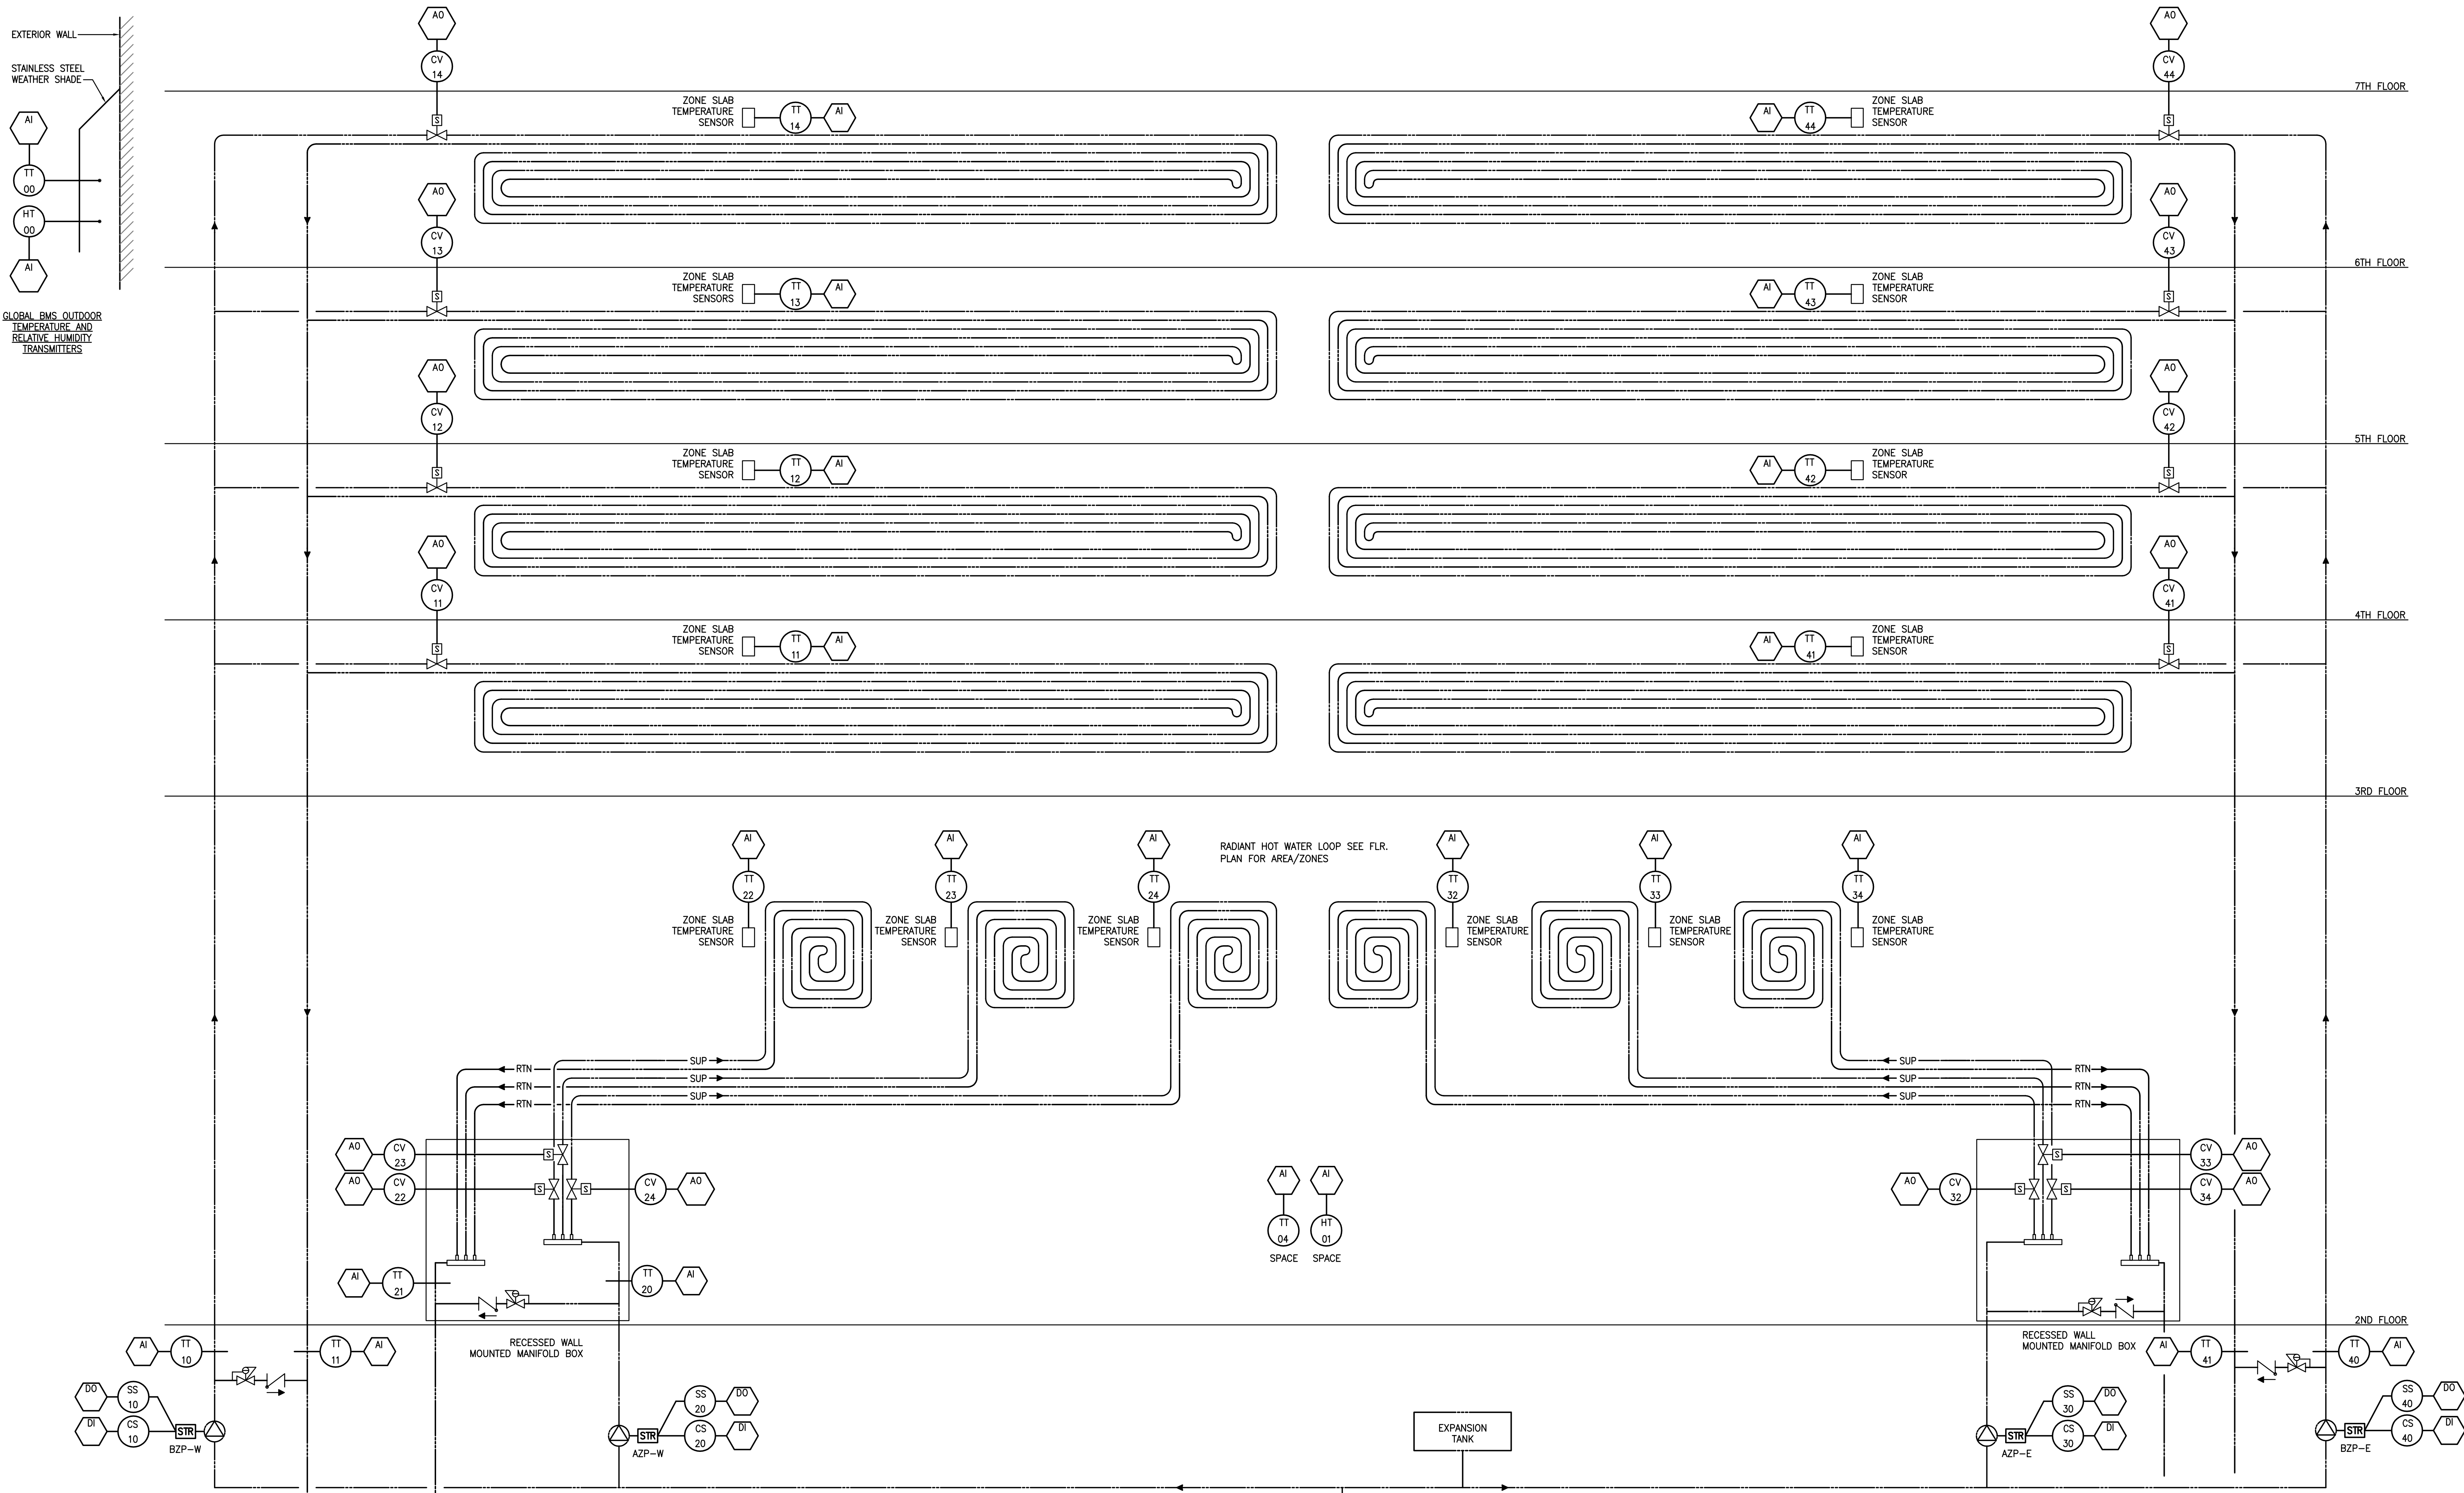 EXTERIOR WALL
STAINLESS STEEL
WEATHER SHADE
AI
TT
00
HT
00
AI
GLOBAL BMS OUTDOOR
TEMPERATURE AND
RELATIVE HUMIDITY
TRANSMITTERS
AO
CV
14
S
AO
CV
44
S
7TH FLOOR
ZONE SLAB
TEMPERATURE
SENSOR
TT
14
AI
AI
TT
44
ZONE SLAB
TEMPERATURE
SENSOR
AO
CV
13
S
AO
CV
43
S
6TH FLOOR
ZONE SLAB
TEMPERATURE
SENSORS
TT
13
AI
AI
TT
43
ZONE SLAB
TEMPERATURE
SENSOR
AO
CV
12
S
AO
CV
42
S
5TH FLOOR
ZONE SLAB
TEMPERATURE
SENSOR
TT
12
AI
AI
TT
42
ZONE SLAB
TEMPERATURE
SENSOR
AO
CV
11
S
AO
CV
41
S
4TH FLOOR
ZONE SLAB
TEMPERATURE
SENSOR
TT
11
AI
AI
TT
41
ZONE SLAB
TEMPERATURE
SENSOR
3RD FLOOR
AI
TT
22
ZONE SLAB
TEMPERATURE
SENSOR
AI
TT
23
ZONE SLAB
TEMPERATURE
SENSOR
AI
TT
24
ZONE SLAB
TEMPERATURE
SENSOR
RADIANT HOT WATER LOOP SEE FLR.
PLAN FOR AREA/ZONES
AI
TT
32
ZONE SLAB
TEMPERATURE
SENSOR
AI
TT
33
ZONE SLAB
TEMPERATURE
SENSOR
AI
TT
34
ZONE SLAB
TEMPERATURE
SENSOR
SUP
RTN
SUP
RTN
SUP
RTN
SUP
RTN
SUP
RTN
SUP
RTN
AO
CV
23
S
AO
CV
22
S
S
CV
24
AO
AI
TT
21
TT
20
AI
RECESSED WALL
MOUNTED MANIFOLD BOX
AI
TT
04
SPACE
AI
HT
01
SPACE
S
CV
33
AO
AO
CV
32
S
S
CV
34
AO
2ND FLOOR
RECESSED WALL
MOUNTED MANIFOLD BOX
AI
TT
10
TT
11
AI
AI
TT
41
TT
40
AI
DO
SS
10
DI
CS
10
STR
BZP-W
STR
AZP-W
SS
20
DO
CS
20
DI
EXPANSION
TANK
STR
AZP-E
SS
30
DO
CS
30
DI
STR
BZP-E
SS
40
DO
CS
40
DI